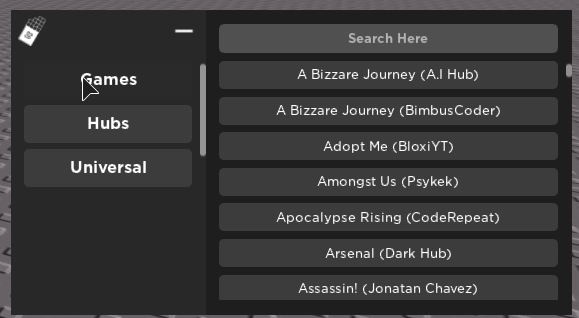 Games
Hubs
Universal
Search Here
A Bizzare Journey (A.I Hub)
A Bizzare Journey (BimbusCoder)
Adopt Me (BloxiYT)
Amongst Us (Psykek)
Apocalypse Rising (CodeRepeat)
Arsenal (Dark Hub)
Assassin! (Jonatan Chavez)